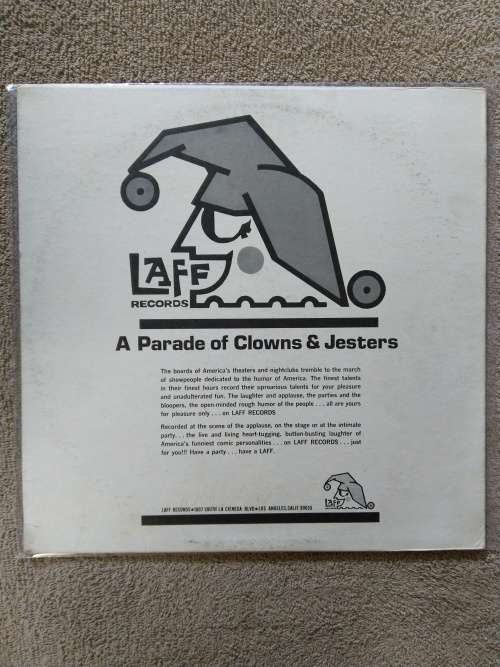 LAFF
RECORDS
A Parade of Clowns & Jesters
The boards of America's theaters and nightclubs tremble to the march
of showpeople dedicated to the humor of America. The finest talents
in their finest hours record their uproarious talents for your pleasure
and unadulterated fun. The laughter and applause, the parties and the
bloopers, the open-minded rough humor of the people . . . all are yours
for pleasure only . . . on LAFF RECORDS
Recorded at the scene of the applause, on the stage or at the intimate
party. . . the live and living heart-tugging, button-busting laughter of
America's funniest comic personalities . . . on LAFF RECORDS . . . just
for you!!! Have a party . . . have a LAFF.
LAFF
LAFF RECORDS • SOUTH LA CIENEGA BLVD • LOS ANGELES, CALIF.